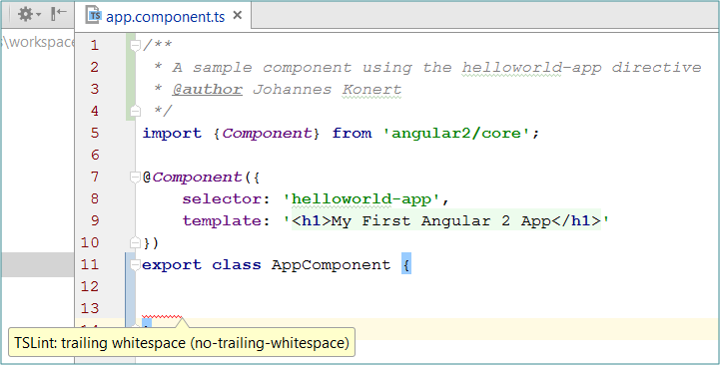 app.component.ts
s\workspace
1 /**
2 * A sample component using the helloworld-app directive
3 * @author Johannes Konert
4 */
5 import {Component} from 'angular2/core';
6
7 @Component({
8 selector: 'helloworld-app',
9 template: '<h1>My First Angular 2 App</h1>'
10 })
11 export class AppComponent {
12
13
TSLint: trailing whitespace (no-trailing-whitespace)